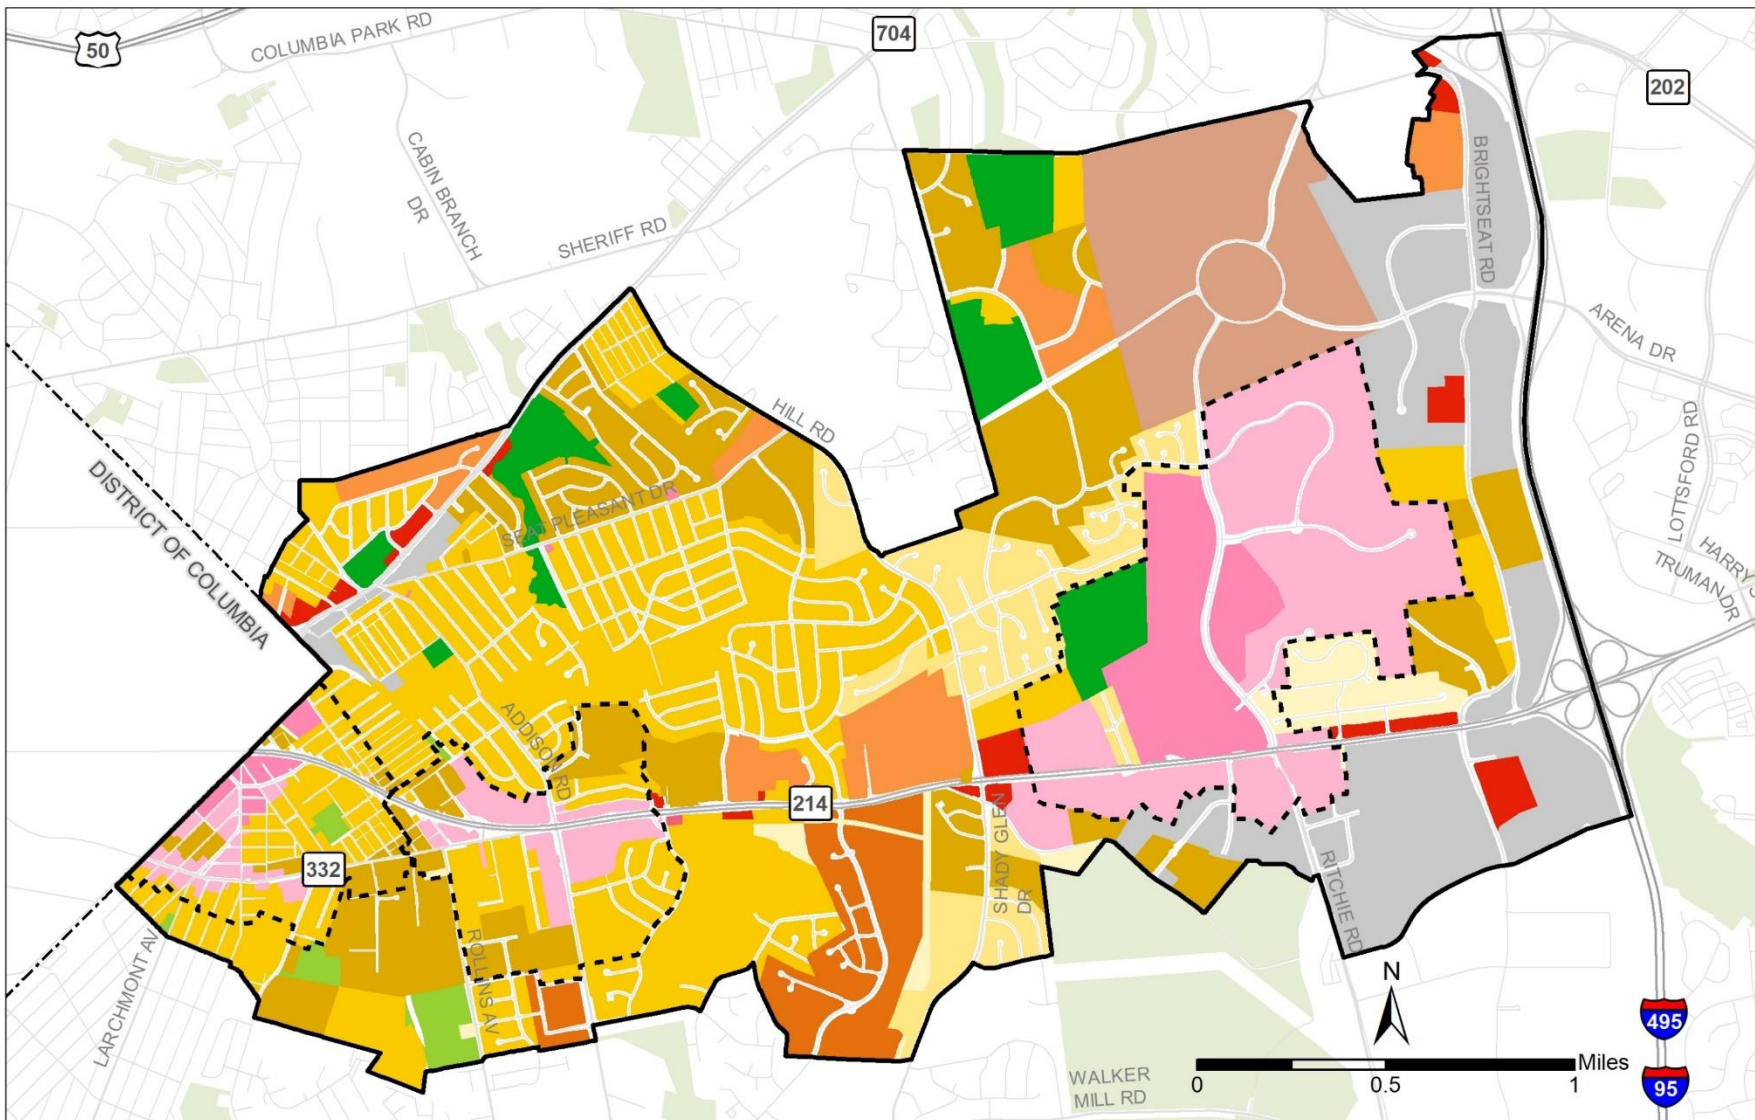 50
COLUMBIA PARK RD
704
202
CABIN BRANCH
DR
SHERIFF RD
BRIGHTSEAT RD
ARENA DR
HILL RD
LOTTSFORD RD
DISTRICT OF COLUMBIA
SEAT PLEASANT DR
HARRY S
TRUMAN DR
ADDISON RD
214
332
SHADY GLEN
DR
RITCHIE RD
LARCHMONT AV
ROLLINS AV
N
495
WALKER
MILL RD
Miles
0
0.5
1
95